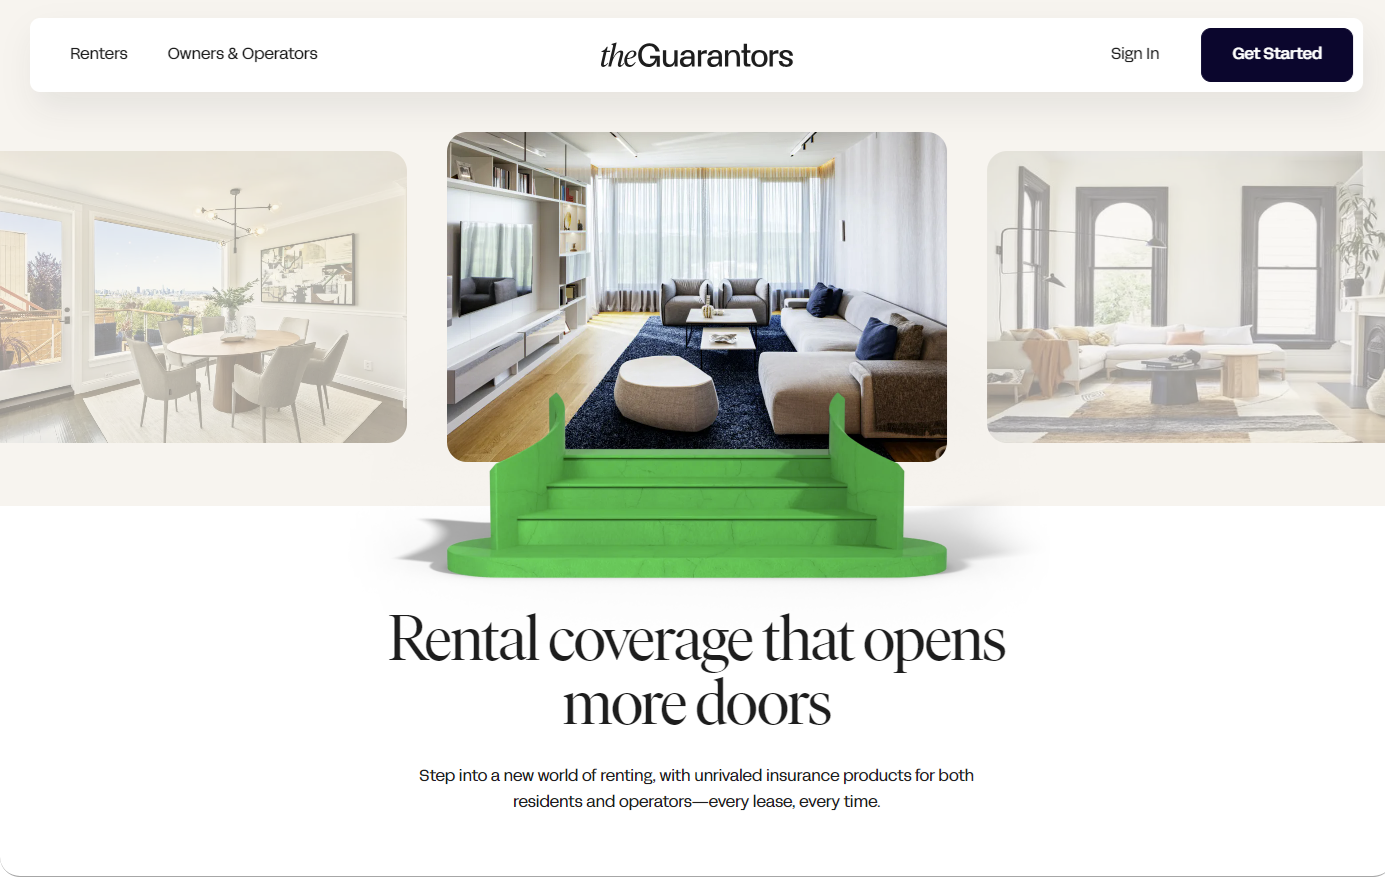 Renters
Owners & Operators
theGuarantors
Sign In
Get Started
Rental coverage that opens
more doors
Step into a new world of renting, with unrivaled insurance products for both
residents and operators—every lease, every time.